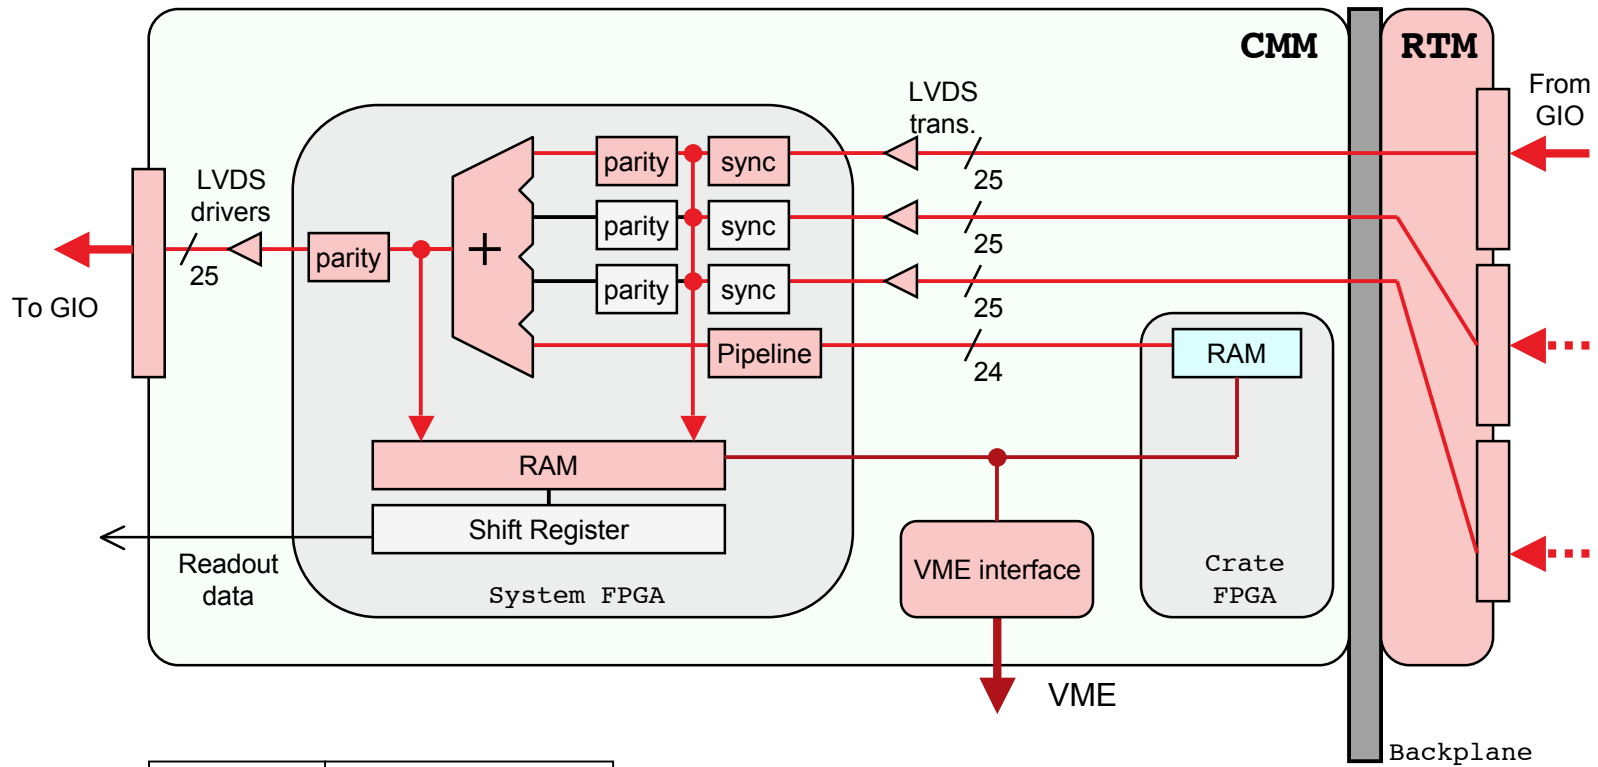 CMM
RTM
From
GIO
LVDS
trans.
parity
sync
25
LVDS
drivers
parity
sync
25
parity
+
25
To GIO
parity
sync
25
Pipeline
24
RAM
RAM
Shift Register
Readout
data
System FPGA
VME interface
Crate
FPGA
VME
Backplane